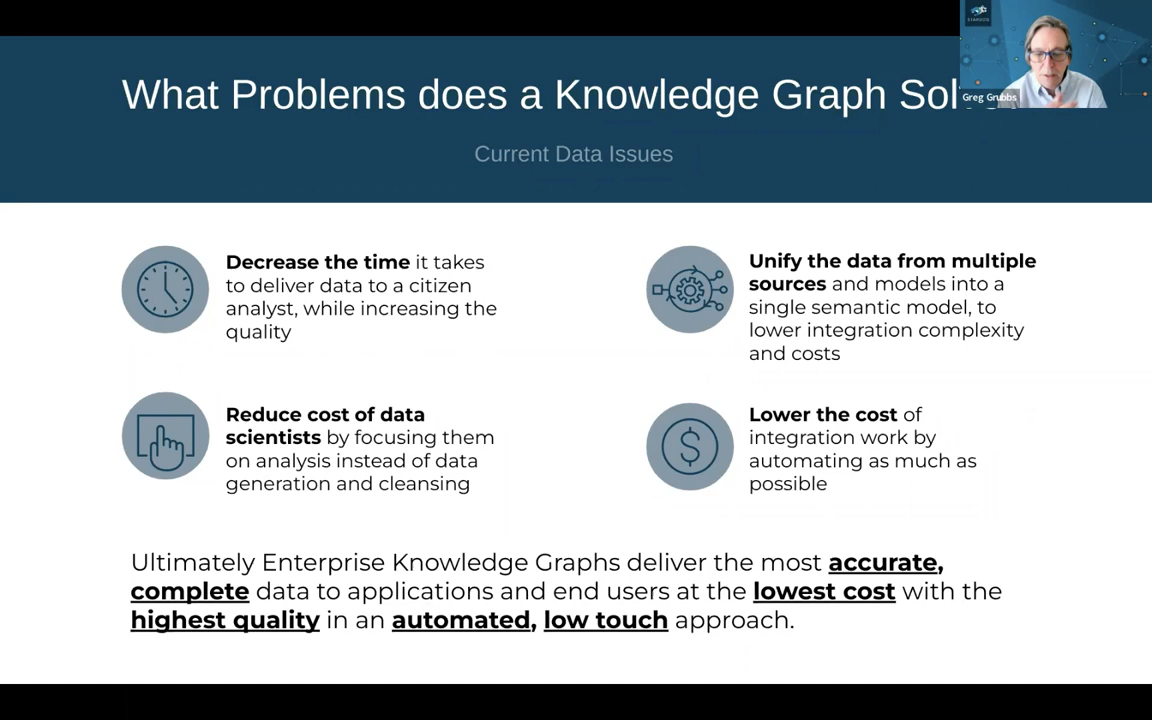 STARDOG
Greg Grubbs
What Problems does a Knowledge Graph
Current Data Issues
Decrease the time it takes
to deliver data to a citizen
analyst, while increasing the
quality
Unify the data from multiple
sources and models into a
single semantic model, to
lower integration complexity
and costs
Reduce cost of data
scientists by focusing them
on analysis instead of data
generation and cleansing
Lower the cost of
integration work by
automating as much as
possible
Ultimately Enterprise Knowledge Graphs deliver the most accurate,
complete data to applications and end users at the lowest cost with the
highest quality in an automated, low touch approach.